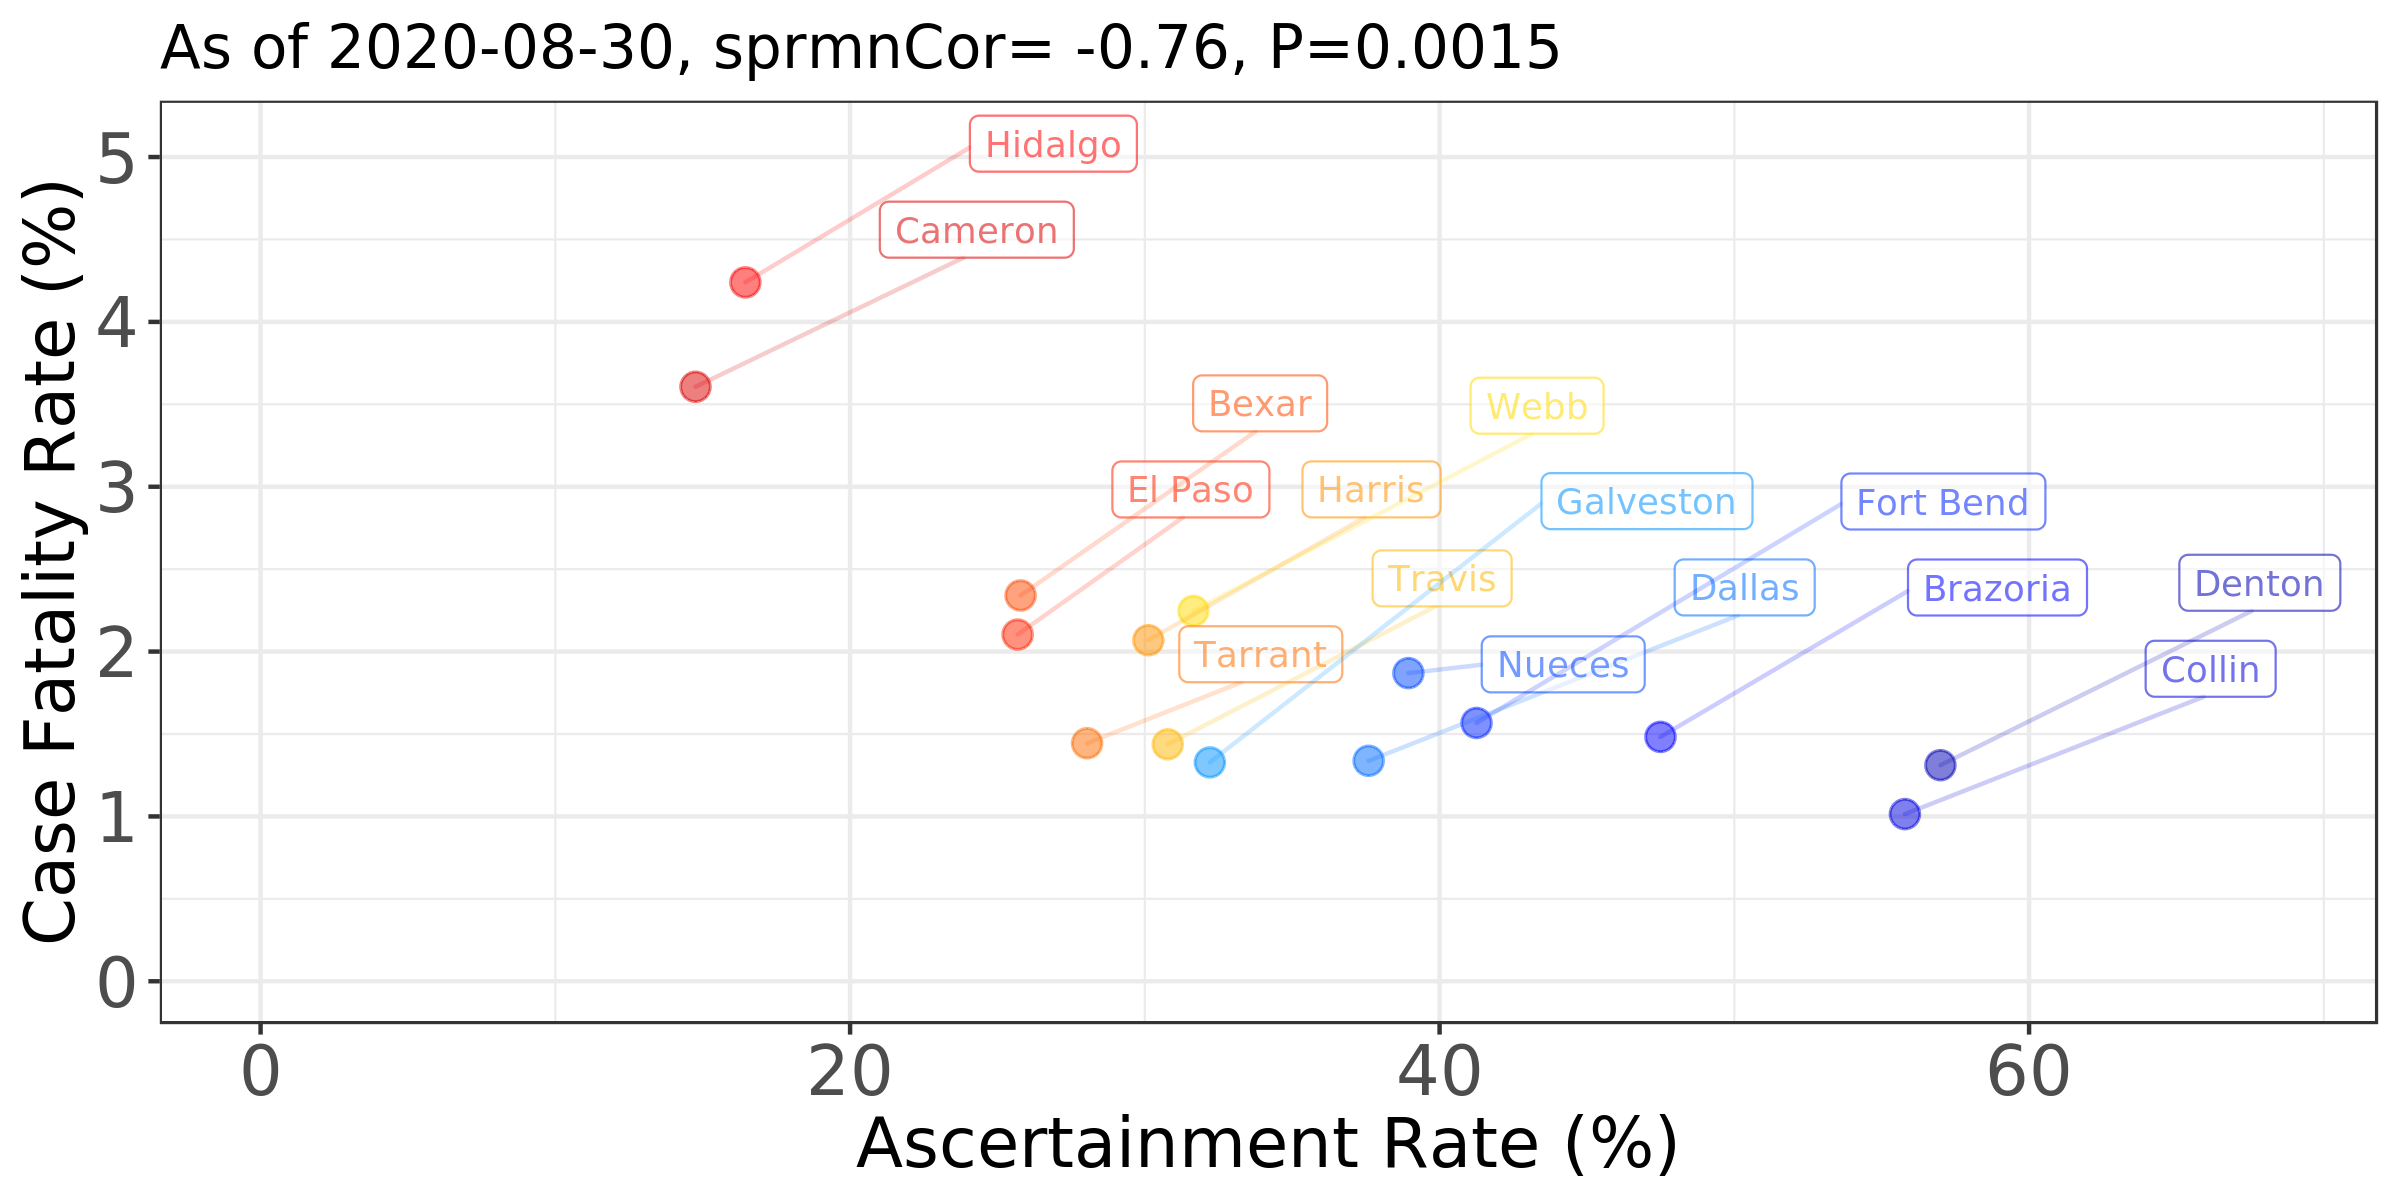 As of 2020-08-30, sprmnCor= -0.76, P=0.0015
Case Fatality Rate (%)
5
4
3
2
1
0
Hidalgo
Cameron
Bexar
Webb
El Paso
Harris
Galveston
Fort Bend
Travis
Dallas
Brazoria
Denton
Tarrant
Nueces
Collin
0 20 40 60
Ascertainment Rate (%)